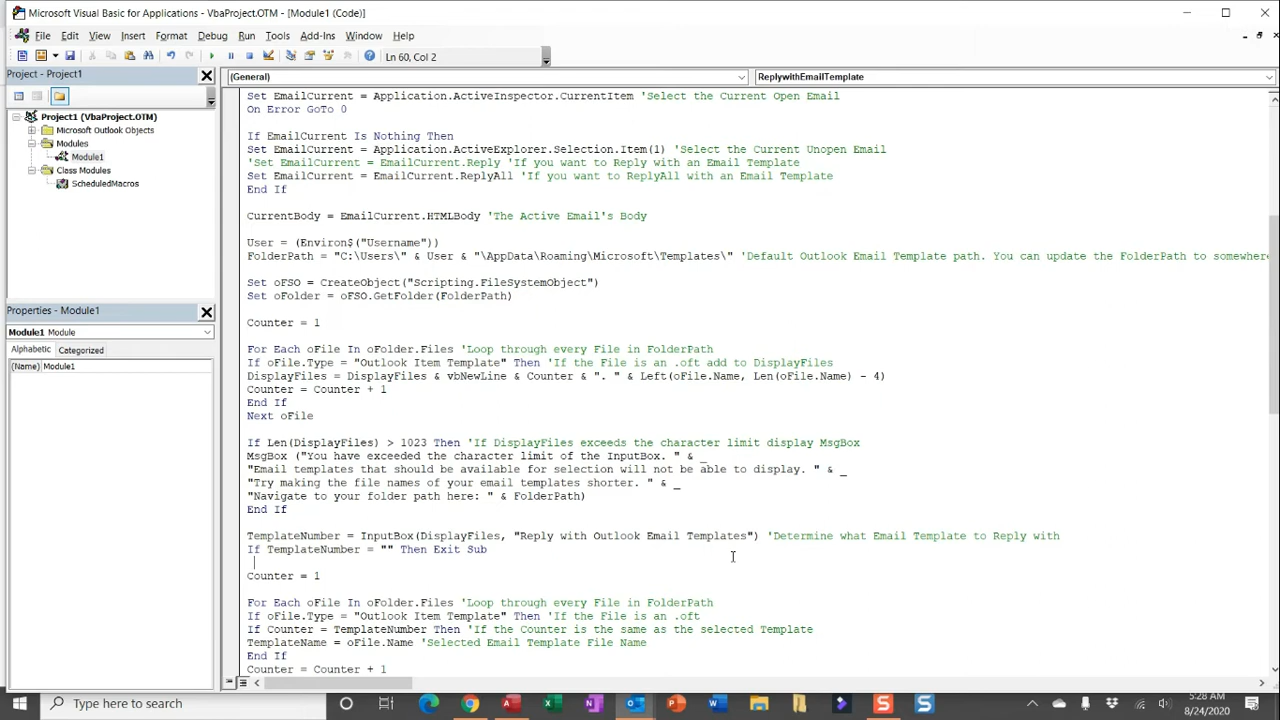 Microsoft Visual Basic for Applications - VbaProject.OTM - [Module1 (Code)]
File Edit View Insert Format Debug Run Tools Add-Ins Window Help
Ln 60, Col 2
Project - Project1
(General)
ReplywithEmailTemplate
Project1 (VbaProject.OTM)
Microsoft Outlook Objects
Modules
Module1
Class Modules
ScheduledMacros
Properties - Module1
Module1 Module
Alphabetic Categorized
(Name) Module1
Set EmailCurrent = Application.ActiveInspector.CurrentItem 'Select the Current Open Email
On Error GoTo 0
If EmailCurrent Is Nothing Then
Set EmailCurrent = Application.ActiveExplorer.Selection.Item(1) 'Select the Current Unopen Email
'Set EmailCurrent = EmailCurrent.Reply 'If you want to Reply with an Email Template
Set EmailCurrent = EmailCurrent.ReplyAll 'If you want to ReplyAll with an Email Template
End If
CurrentBody = EmailCurrent.HTMLBody 'The Active Email's Body
User = (Environ$("Username"))
FolderPath = "C:\Users\" & User & "\AppData\Roaming\Microsoft\Templates\" 'Default Outlook Email Template path. You can update the FolderPath to somewhere
Set oFSO = CreateObject("Scripting.FileSystemObject")
Set oFolder = oFSO.GetFolder(FolderPath)
Counter = 1
For Each oFile In oFolder.Files 'Loop through every File in FolderPath
If oFile.Type = "Outlook Item Template" Then 'If the File is an .oft add to DisplayFiles
DisplayFiles = DisplayFiles & vbNewLine & Counter & ". " & Left(oFile.Name, Len(oFile.Name) - 4)
Counter = Counter + 1
End If
Next oFile
If Len(DisplayFiles) > 1023 Then 'If DisplayFiles exceeds the character limit display MsgBox
MsgBox ("You have exceeded the character limit of the InputBox. " & _
"Email templates that should be available for selection will not be able to display. " & _
"Try making the file names of your email templates shorter. " & _
"Navigate to your folder path here: " & FolderPath)
End If
TemplateNumber = InputBox(DisplayFiles, "Reply with Outlook Email Templates") 'Determine what Email Template to Reply with
If TemplateNumber = "" Then Exit Sub
Counter = 1
For Each oFile In oFolder.Files 'Loop through every File in FolderPath
If oFile.Type = "Outlook Item Template" Then 'If the File is an .oft
If Counter = TemplateNumber Then 'If the Counter is the same as the selected Template
TemplateName = oFile.Name 'Selected Email Template File Name
End If
Counter = Counter + 1
Type here to search
5:28 AM
8/24/2020